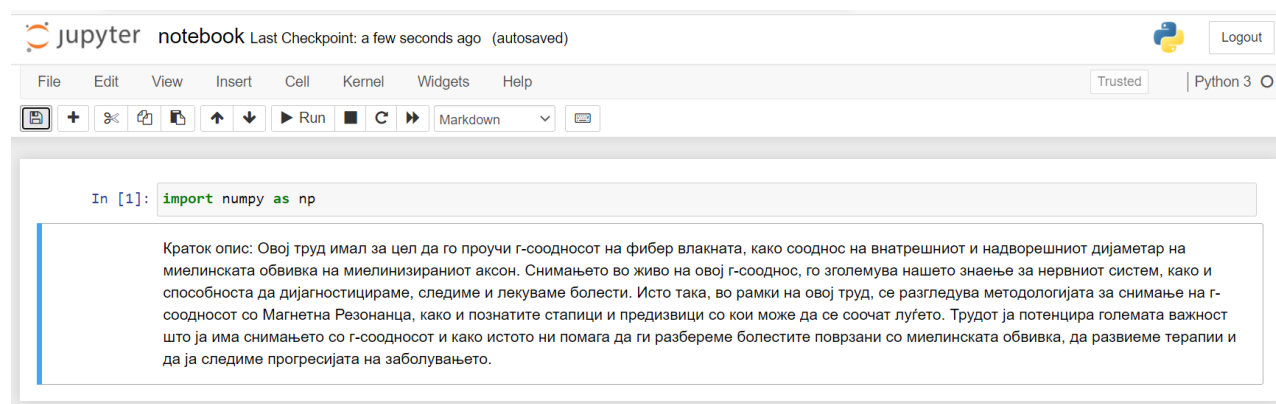 jupyter notebook Last Checkpoint: a few seconds ago (autosaved) Logout
File Edit View Insert Cell Kernel Widgets Help Trusted Python 3
Run Markdown
In [1]: import numpy as np
Краток опис: Овој труд имал за цел да го проучи г-соодносот на фибер влакната, како сооднос на внатрешниот и надворешниот дијаметар на
миелинската обвивка на миелинизираниот аксон. Снимањето во живо на овој г-сооднос, го зголемува нашето знаење за нервниот систем, како и
способноста да дијагностицираме, следиме и лекуваме болести. Исто така, во рамки на овој труд, се разгледува методологијата за снимање на г-
соодносот со Магнетна Резонанца, како и познатите стапици и предизвици со кои може да се соочат луѓето. Трудот ја потенцира големата важност
што ја има снимањето со г-соодносот и како истото ни помага да ги разбереме болестите поврзани со миелинската обвивка, да развиеме терапии и
да ја следиме прогресијата на заболувањето.